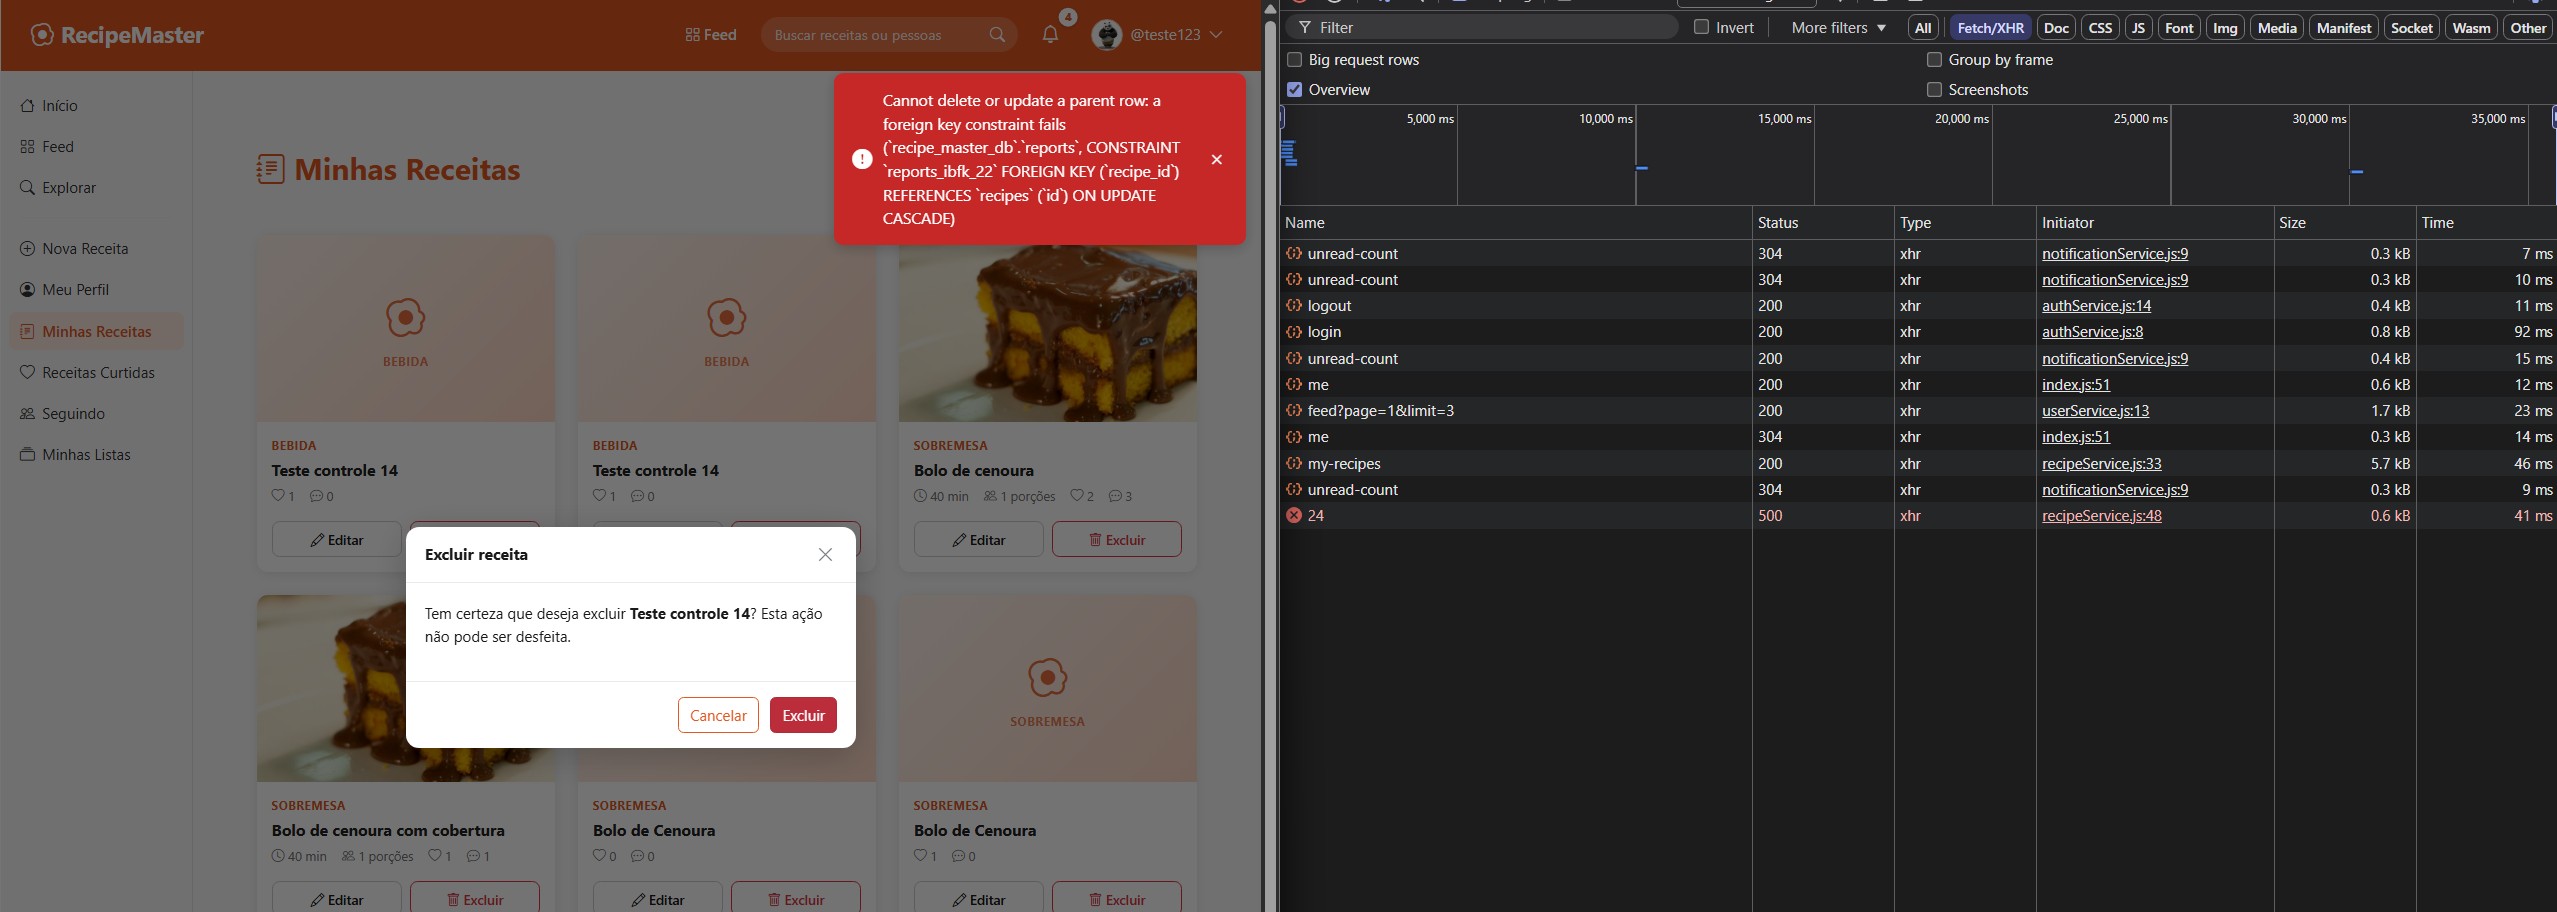 RecipeMaster
Feed
Buscar receitas ou pessoas
4
@teste123
Início
Feed
Explorar
Nova Receita
Meu Perfil
Minhas Receitas
Receitas Curtidas
Seguindo
Minhas Listas
Minhas Receitas
Cannot delete or update a parent row: a
foreign key constraint fails
(`recipe_master_db`.`reports`, CONSTRAINT
`reports_ibfk_22` FOREIGN KEY (`recipe_id`)
REFERENCES `recipes` (`id`) ON UPDATE
CASCADE)
BEBIDA
BEBIDA
BEBIDA
Teste controle 14
1 0
Editar
BEBIDA
Teste controle 14
1 0
SOBREMESA
Bolo de cenoura
40 min 1 porções 2 3
Editar Excluir
Excluir receita
Tem certeza que deseja excluir Teste controle 14? Esta ação
não pode ser desfeita.
Cancelar Excluir
SOBREMESA
SOBREMESA
Bolo de cenoura com cobertura
40 min 1 porções 1 1
Editar Excluir
SOBREMESA
Bolo de Cenoura
0 0
Editar Excluir
SOBREMESA
Bolo de Cenoura
1 0
Editar Excluir
Filter Invert More filters All Fetch/XHR Doc CSS JS Font Img Media Manifest Socket Wasm Other
Big request rows Group by frame
Overview Screenshots
5,000 ms 10,000 ms 15,000 ms 20,000 ms 25,000 ms 30,000 ms 35,000 ms
Name Status Type Initiator Size Time
unread-count 304 xhr notificationService.js:9 0.3 kB 7 ms
unread-count 304 xhr notificationService.js:9 0.3 kB 10 ms
logout 200 xhr authService.js:14 0.4 kB 11 ms
login 200 xhr authService.js:8 0.8 kB 92 ms
unread-count 200 xhr notificationService.js:9 0.4 kB 15 ms
me 200 xhr index.js:51 0.6 kB 12 ms
feed?page=1&limit=3 200 xhr userService.js:13 1.7 kB 23 ms
me 304 xhr index.js:51 0.3 kB 14 ms
my-recipes 200 xhr recipeService.js:33 5.7 kB 46 ms
unread-count 304 xhr notificationService.js:9 0.3 kB 9 ms
24 500 xhr recipeService.js:48 0.6 kB 41 ms